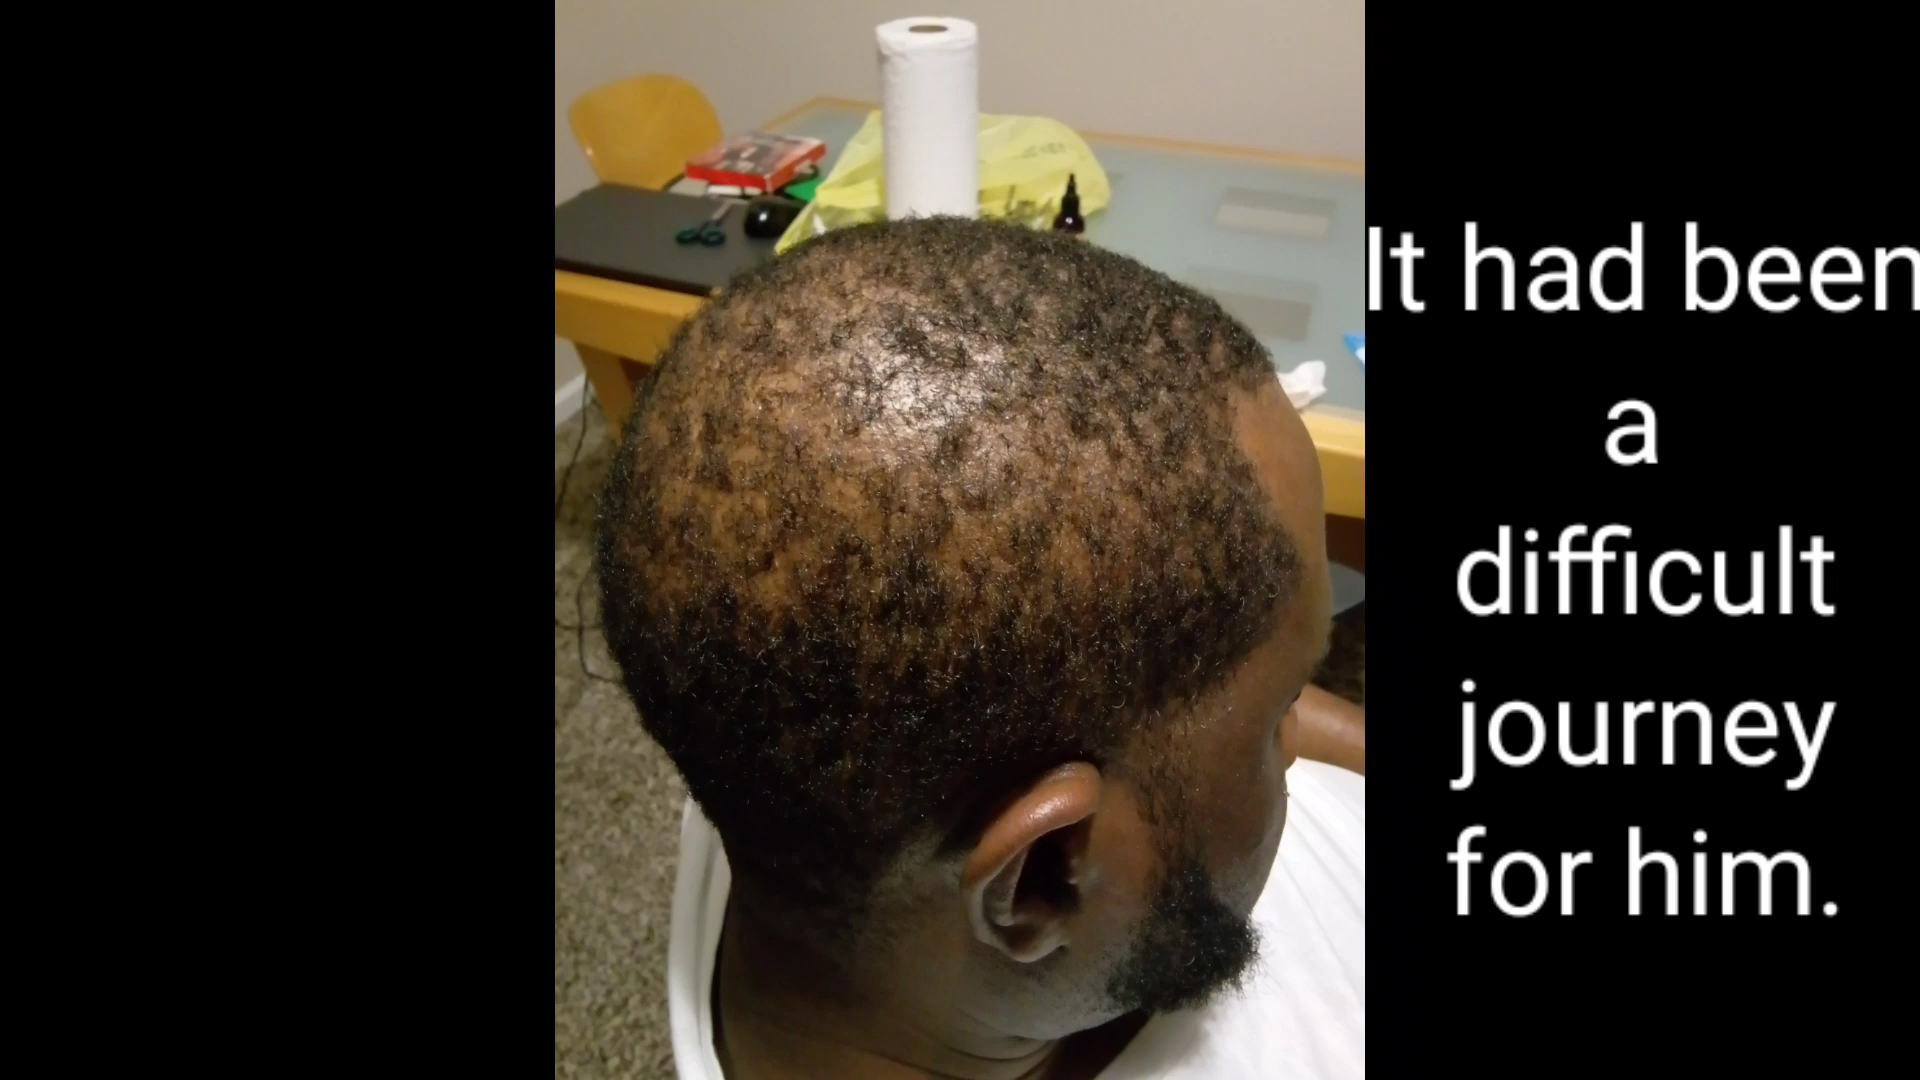 It had been
a
difficult
journey
for him.